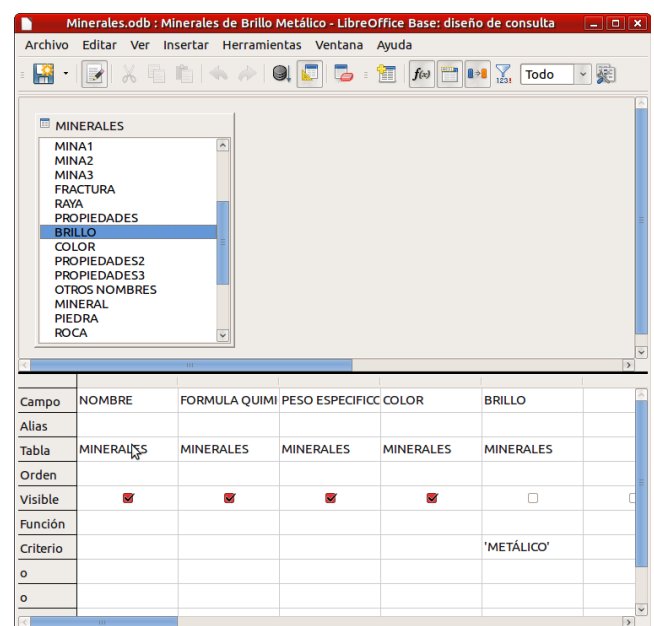 Minerales.odb : Minerales de Brillo Metálico - LibreOffice Base: diseño de consulta
Archivo Editar Ver Insertar Herramientas Ventana Ayuda
f(x) 123! Todo
MINERALES
MINA1
MINA2
MINA3
FRACTURA
RAYA
PROPIEDADES
BRILLO
COLOR
PROPIEDADES2
PROPIEDADES3
OTROS NOMBRES
MINERAL
PIEDRA
ROCA
Campo NOMBRE FORMULA QUIMI PESO ESPECIFICO COLOR BRILLO
Alias
Tabla MINERALES MINERALES MINERALES MINERALES MINERALES
Orden
Visible
Función
Criterio 'METÁLICO'
o
o